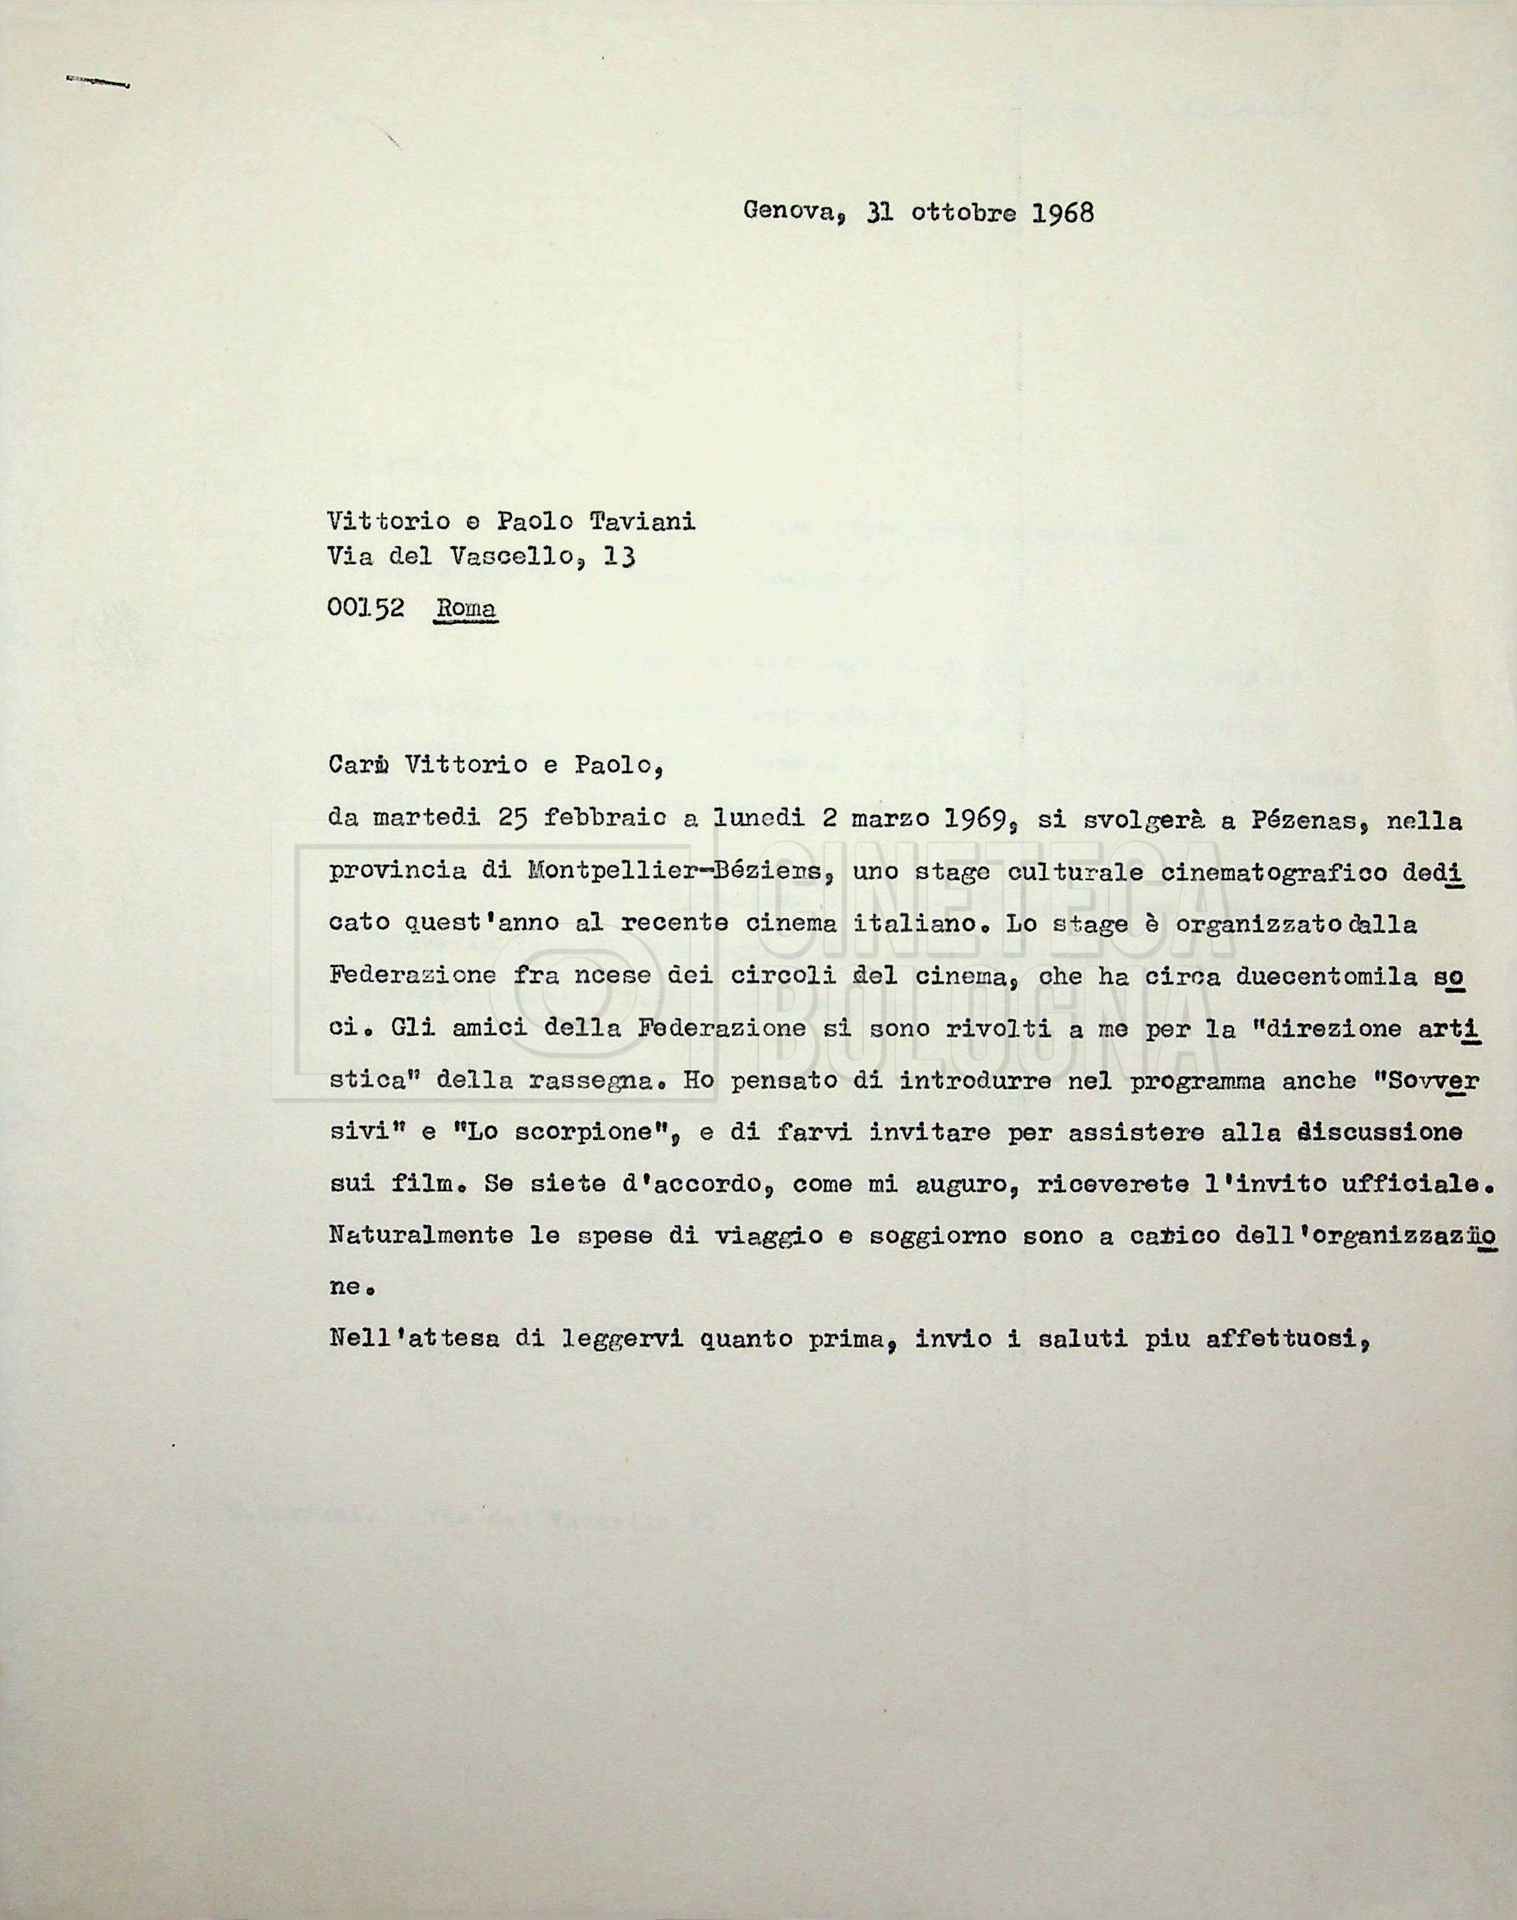 Genova, 31 ottobre 1968
Vittorio e Paolo Taviani
Via del Vascello, 13
00152 Roma
Cari Vittorio e Paolo,
da martedi 25 febbraio a lunedi 2 marzo 1969, si svolgerà a Pézenas, nella
provincia di Montpellier-Béziers, uno stage culturale cinematografico dedi
cato quest'anno al recente cinema italiano. Lo stage è organizzato dalla
Federazione fra ncese dei circoli del cinema, che ha circa duecentomila so
ci. Gli amici della Federazione si sono rivolti a me per la "direzione arti
stica" della rassegna. Ho pensato di introdurre nel programma anche "Sovver
sivi" e "Lo scorpione", e di farvi invitare per assistere alla discussione
sui film. Se siete d'accordo, come mi auguro, riceverete l'invito ufficiale.
Naturalmente le spese di viaggio e soggiorno sono a carico dell'organizzazio
ne.
Nell'attesa di leggervi quanto prima, invio i saluti piu affettuosi,
CINETECA
BOLOGNA